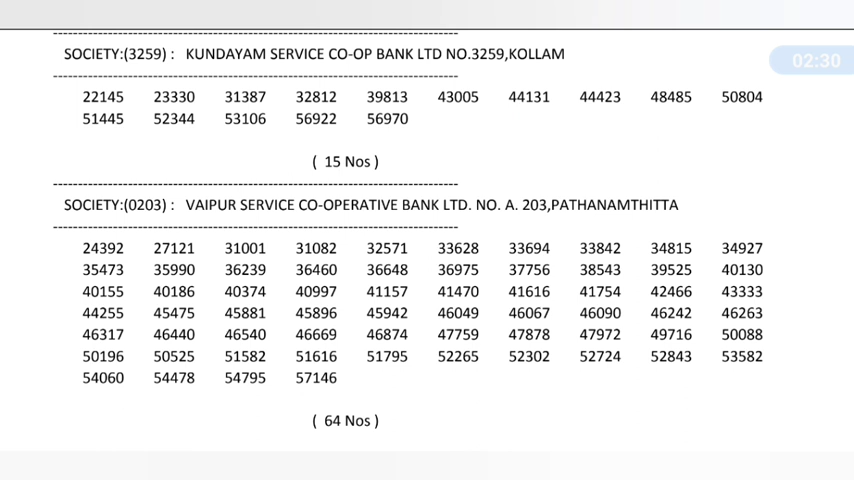 --------------------------------------------------------------------------------
SOCIETY:(3259) : KUNDAYAM SERVICE CO-OP BANK LTD NO.3259,KOLLAM
02:30
--------------------------------------------------------------------------------
22145 23330 31387 32812 39813 43005 44131 44423 48485 50804
51445 52344 53106 56922 56970
( 15 Nos )
--------------------------------------------------------------------------------
SOCIETY:(0203) : VAIPUR SERVICE CO-OPERATIVE BANK LTD. NO. A. 203,PATHANAMTHITTA
--------------------------------------------------------------------------------
24392 27121 31001 31082 32571 33628 33694 33842 34815 34927
35473 35990 36239 36460 36648 36975 37756 38543 39525 40130
40155 40186 40374 40997 41157 41470 41616 41754 42466 43333
44255 45475 45881 45896 45942 46049 46067 46090 46242 46263
46317 46440 46540 46669 46874 47759 47878 47972 49716 50088
50196 50525 51582 51616 51795 52265 52302 52724 52843 53582
54060 54478 54795 57146
( 64 Nos )